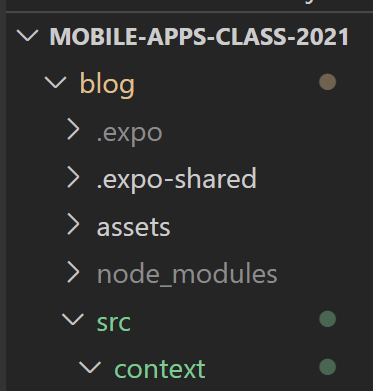 MOBILE-APPS-CLASS-2021
blog
.expo
.expo-shared
assets
node_modules
src
context